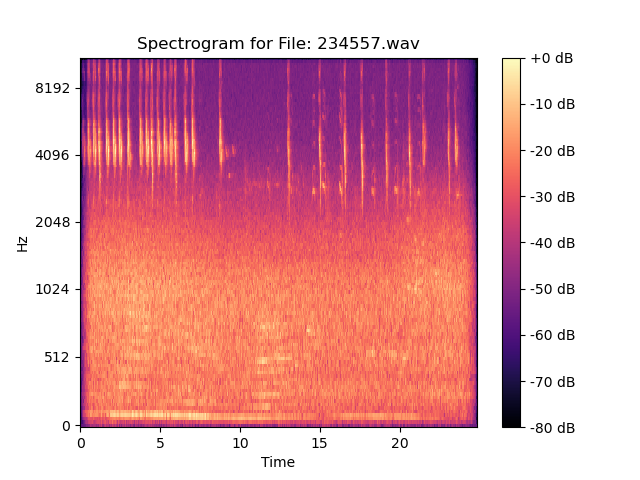 Spectrogram for File: 234557.wav
Hz
8192
4096
2048
1024
512
0
0 5 10 15 20
Time
+0 dB
-10 dB
-20 dB
-30 dB
-40 dB
-50 dB
-60 dB
-70 dB
-80 dB